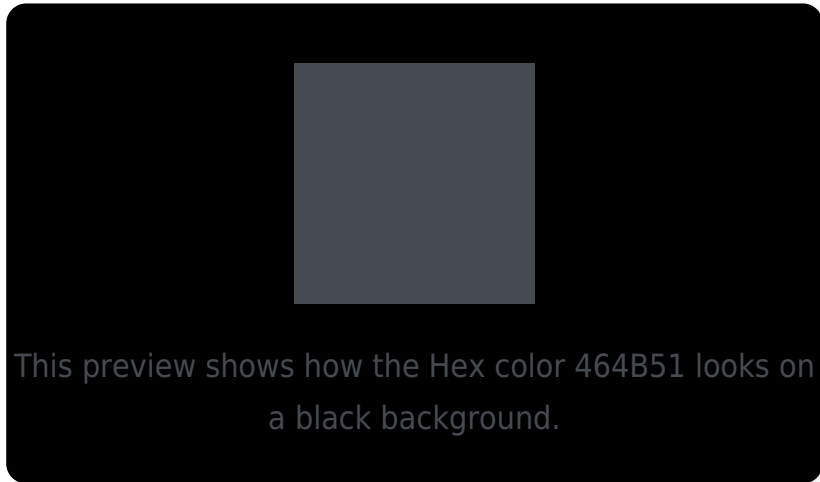 This preview shows how the Hex color 464B51 looks on
a black background.